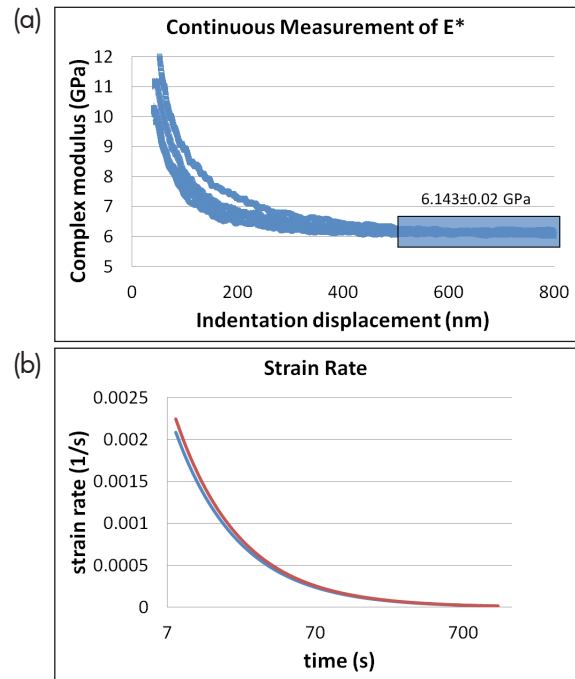 (a)
Continuous Measurement of E*
Complex modulus (GPa)
12
11
10
9
8
7
6
5
6.143±0.02 GPa
0 200 400 600 800
Indentation displacement (nm)
(b)
Strain Rate
strain rate (1/s)
0.0025
0.002
0.0015
0.001
0.0005
0
7 70 700
time (s)